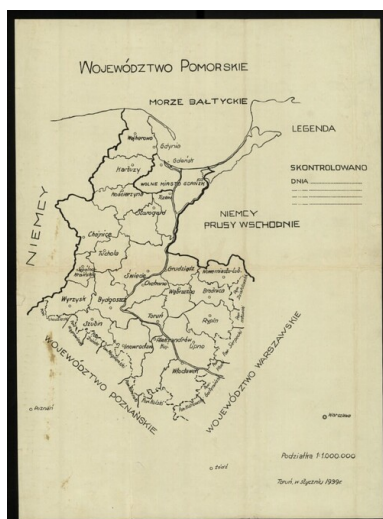 WOJEWÓDZTWO POMORSKIE
MORZE BAŁTYCKIE
LEGENDA
SKONTROLOWANO
DNIA
NIEMCY
PRUSY WSCHODNIE
NIEMCY
Wejherowo
Gdynia
Gdańsk
Kartuzy
WOLNE MIASTO GDAŃSK
Tczew
Starogard
Chojnice
Tuchola
Świecie
Grudziądz
Chełmno
Wąbrzeźno
Brodnica
Wyrzysk
Bydgoszcz
Toruń
Rypin
Szubin
Inowrocław
Aleksandrów
Lipno
Włocławek
WOJEWÓDZTWO POZNAŃSKIE
WOJEWÓDZTWO WARSZAWSKIE
Poznań
Warszawa
Łódź
Podziałka 1:1.000.000
Toruń, w styczniu 1939r.